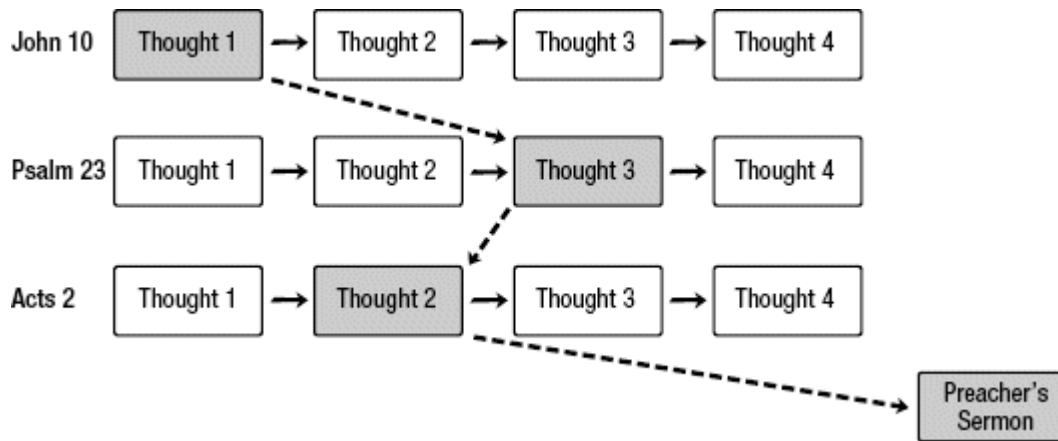 John 10 Thought 1 Thought 2 Thought 3 Thought 4
Psalm 23 Thought 1 Thought 2 Thought 3 Thought 4
Acts 2 Thought 1 Thought 2 Thought 3 Thought 4
Preacher's
Sermon